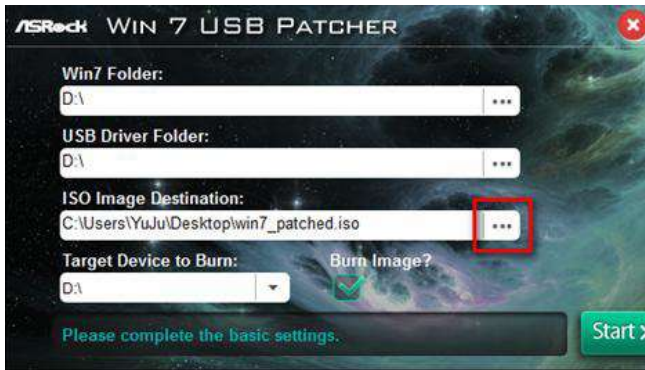 ASRock WIN 7 USB PATCHER
Win7 Folder:
D:\
USB Driver Folder:
D:\
ISO Image Destination:
C:\Users\YuJu\Desktop\win7_patched.iso
Target Device to Burn: Burn Image?
D:\
Please complete the basic settings.
Start